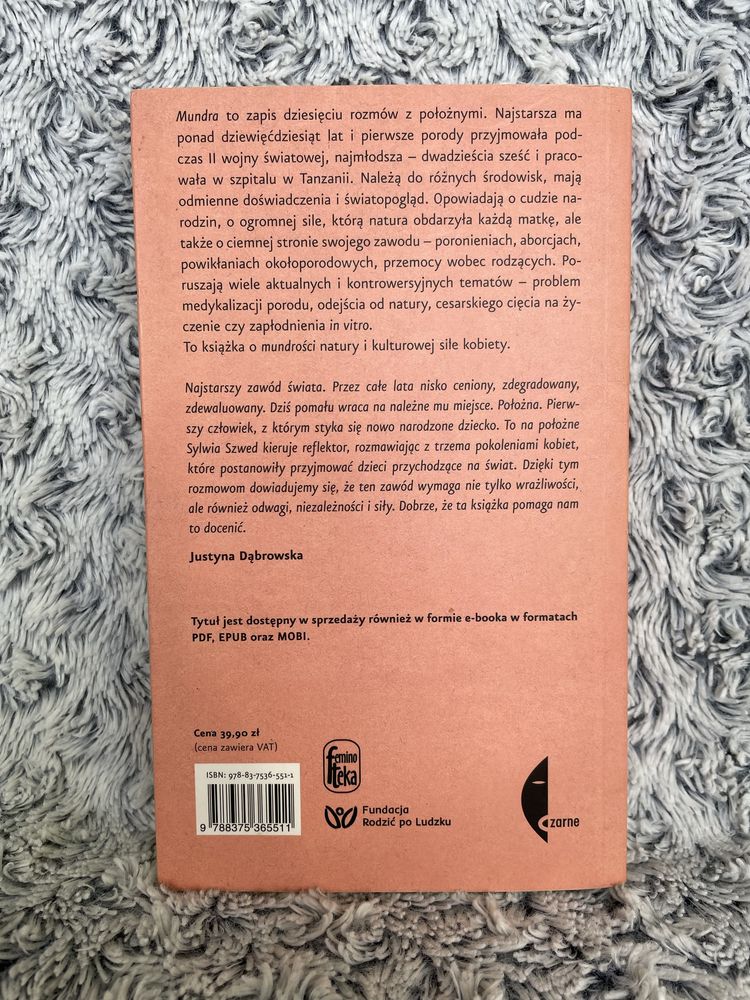 Mundra to zapis dziesięciu rozmów z położnymi. Najstarsza ma
ponad dziewięćdziesiąt lat i pierwsze porody przyjmowała pod-
czas II wojny światowej, najmłodsza – dwadzieścia sześć i praco-
wała w szpitalu w Tanzanii. Należą do różnych środowisk, mają
odmienne doświadczenia i światopogląd. Opowiadają o cudzie na-
rodzin, o ogromnej sile, którą natura obdarzyła każdą matkę, ale
także o ciemnej stronie swojego zawodu – poronieniach, aborcjach,
powikłaniach okołoporodowych, przemocy wobec rodzących. Po-
ruszają wiele aktualnych i kontrowersyjnych tematów – problem
medykalizacji porodu, odejścia od natury, cesarskiego cięcia na ży-
czenie czy zapłodnienia in vitro.
To książka o mundrości natury i kulturowej sile kobiety.
Najstarszy zawód świata. Przez całe lata nisko ceniony, zdegradowany,
zdewaluowany. Dziś pomału wraca na należne mu miejsce. Położna. Pierw-
szy człowiek, z którym styka się nowo narodzone dziecko. To na położne
Sylwia Szwed kieruje reflektor, rozmawiając z trzema pokoleniami kobiet,
które postanowiły przyjmować dzieci przychodzące na świat. Dzięki tym
rozmowom dowiadujemy się, że ten zawód wymaga nie tylko wrażliwości,
ale również odwagi, niezależności i siły. Dobrze, że ta książka pomaga nam
to docenić.
Justyna Dąbrowska
Tytuł jest dostępny w sprzedaży również w formie e-booka w formatach
PDF, EPUB oraz MOBI.
Cena 39,90 zł
(cena zawiera VAT)
ISBN: 978-83-7536-551-1
9 788375 365511
femino
teka
Fundacja
Rodzić po Ludzku
czarne